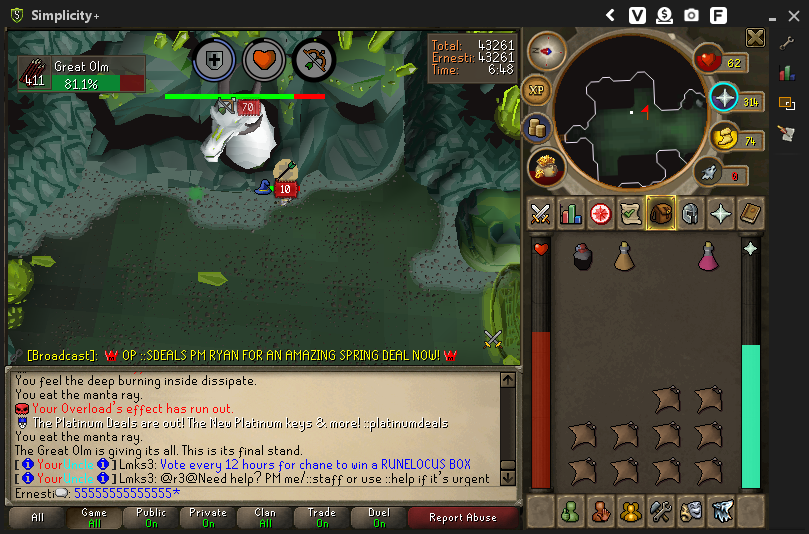 Simplicity+
V
$
F
Great Olm
411
81.1%
Total: 43261
Ernesti: 43261
Time: 6:48
70
10
62
XP
314
74
0
[Broadcast]: OP ::SDEALS PM RYAN FOR AN AMAZING SPRING DEAL NOW!
You feel the deep burning inside dissipate.
You eat the manta ray.
Your Overload's effect has run out.
The Platinum Deals are out! The New Platinum keys & more! ::platinumdeals
You eat the manta ray.
The Great Olm is giving its all. This is its final stand.
[ YourLove ] Lmks3: Vote every 12 hours for chane to win a RUNELOCUS BOX
[ YourLove ] Lmks3: @r3@Need help? PM me/::staff or use ::help if it's urgent
Ernesti: 55555555555555*
All
Game
All
Public
On
Private
On
Clan
All
Trade
On
Duel
On
Report Abuse